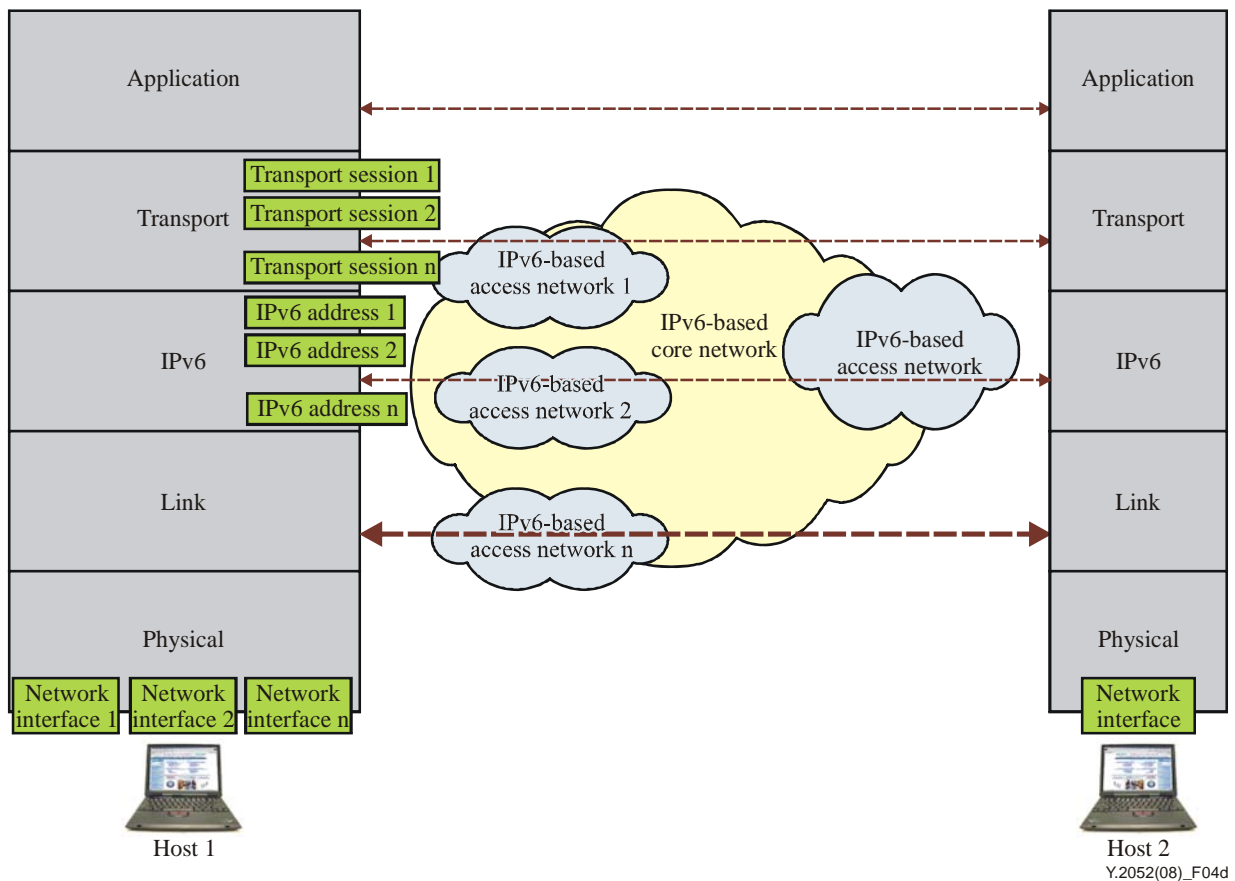 Application
Application
Transport session 1
Transport session 2
Transport
Transport
Transport session n
IPv6-based
access network 1
IPv6 address 1
IPv6 address 2
IPv6
IPv6 address n
IPv6-based
core network
IPv6-based
access network
IPv6
IPv6-based
access network 2
Link
IPv6-based
access network n
Link
Physical
Physical
Network
interface 1
Network
interface 2
Network
interface n
Network
interface
Host 1
Host 2
Y.2052(08)_F04d